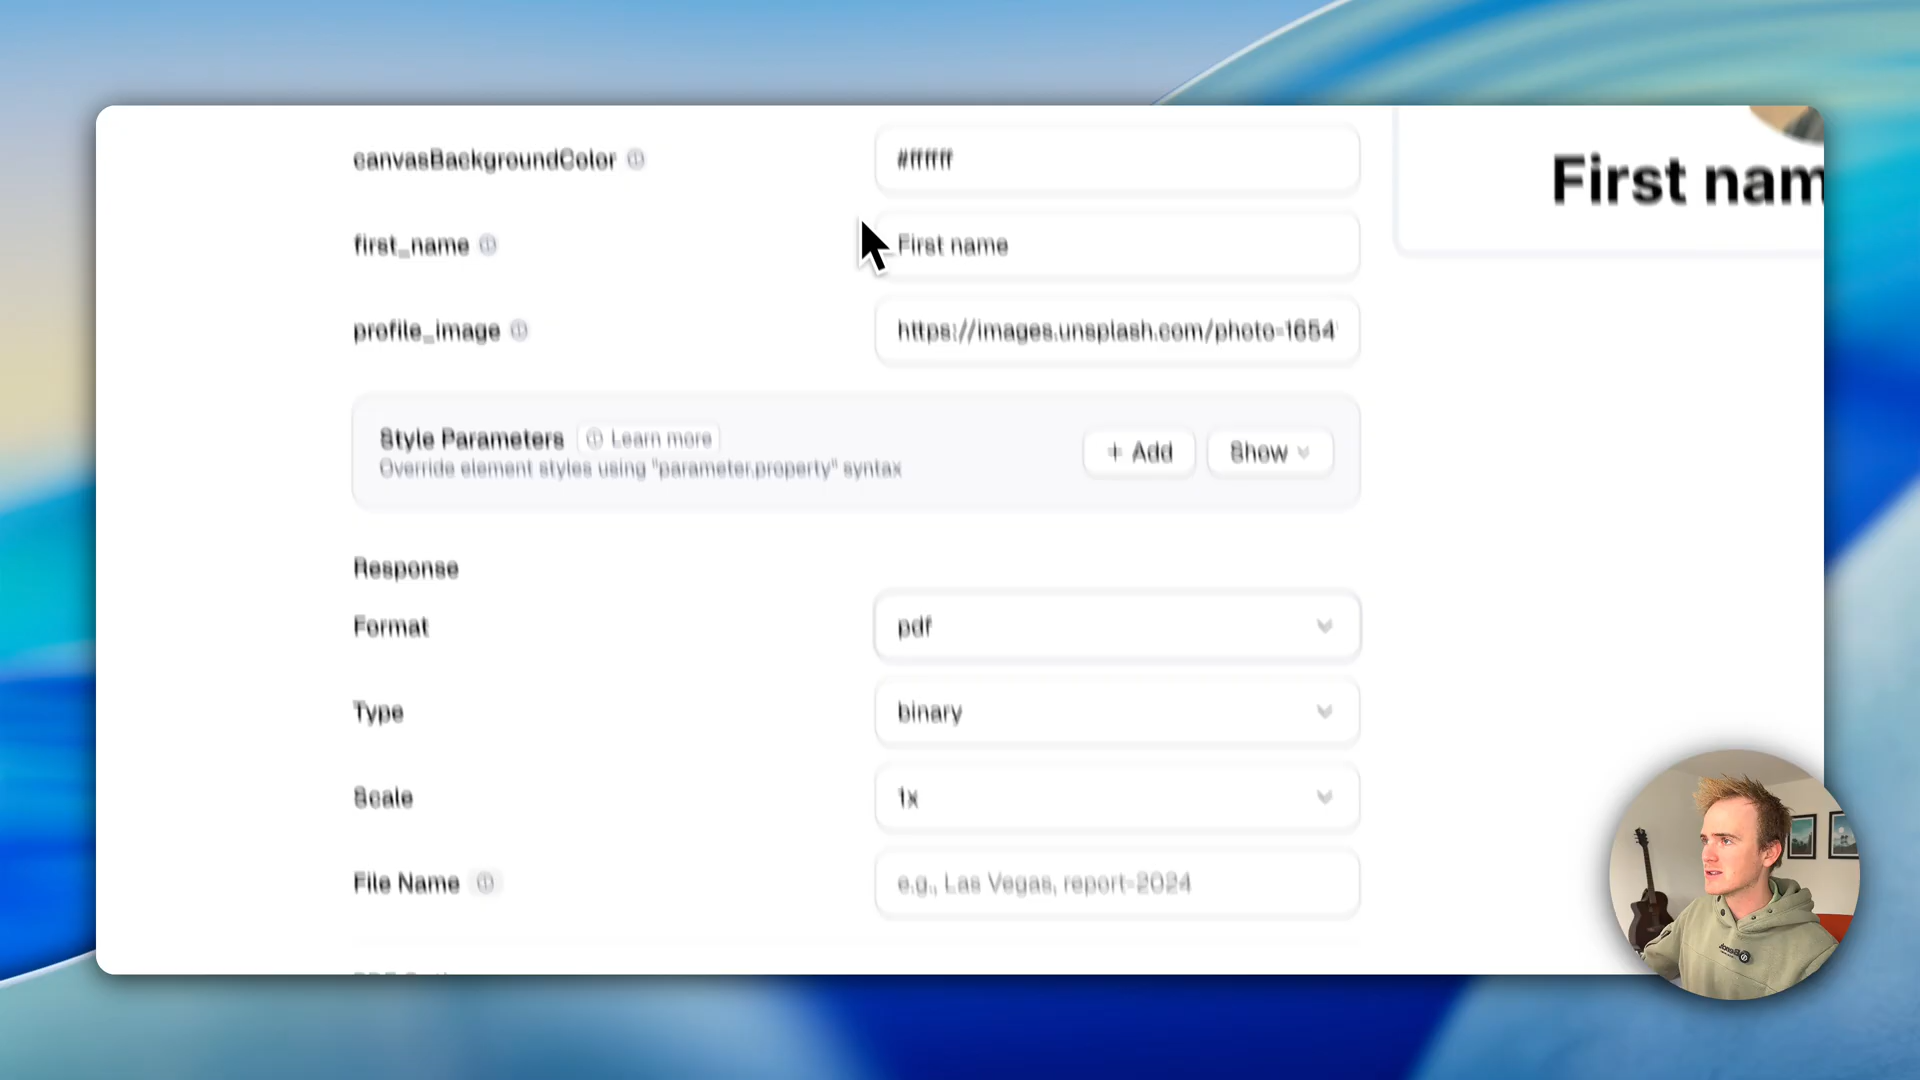 canvasBackgroundColor
#ffffff
First nam
first_name
First name
profile_image
https://images.unsplash.com/photo-1654
Style Parameters
Learn more
Override element styles using "parameter.property" syntax
+ Add
Show
Response
Format
pdf
Type
binary
Scale
1x
File Name
e.g., Las Vegas, report-2024